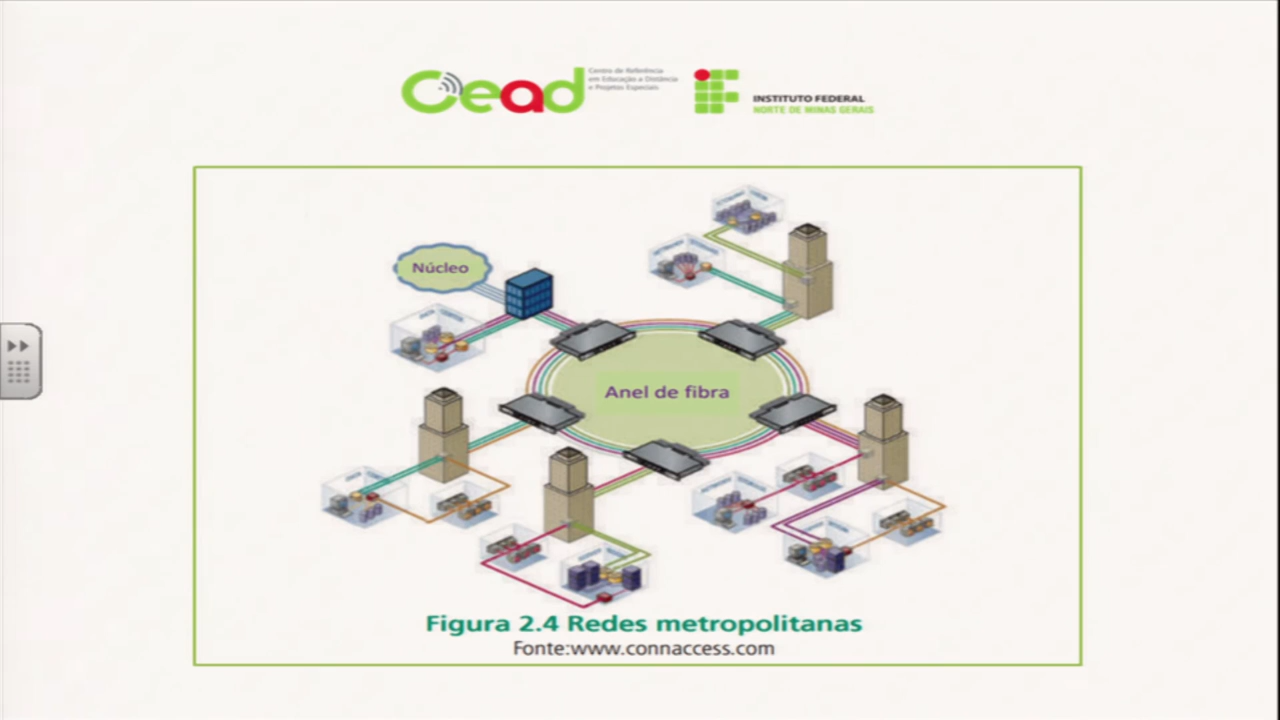 Cead
Centro de Referência
em Educação a Distância
e Projetos Especiais
INSTITUTO FEDERAL
NORTE DE MINAS GERAIS
Núcleo
Anel de fibra
Figura 2.4 Redes metropolitanas
Fonte:www.connaccess.com